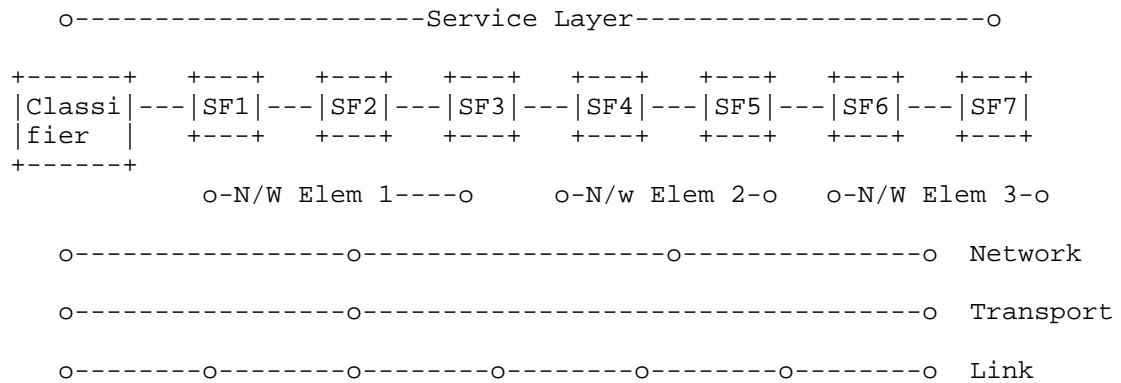 o----------------------Service Layer----------------------o
+------+   +---+   +---+   +---+   +---+   +---+   +---+   +---+
|Classi|---|SF1|---|SF2|---|SF3|---|SF4|---|SF5|---|SF6|---|SF7|
|fier  |   +---+   +---+   +---+   +---+   +---+   +---+   +---+
+------+
o-N/W Elem 1----o     o-N/w Elem 2-o   o-N/W Elem 3-o
o-----------------o-------------------o---------------o  Network
o-----------------o-----------------------------------o  Transport
o--------o--------o--------o--------o--------o--------o  Link